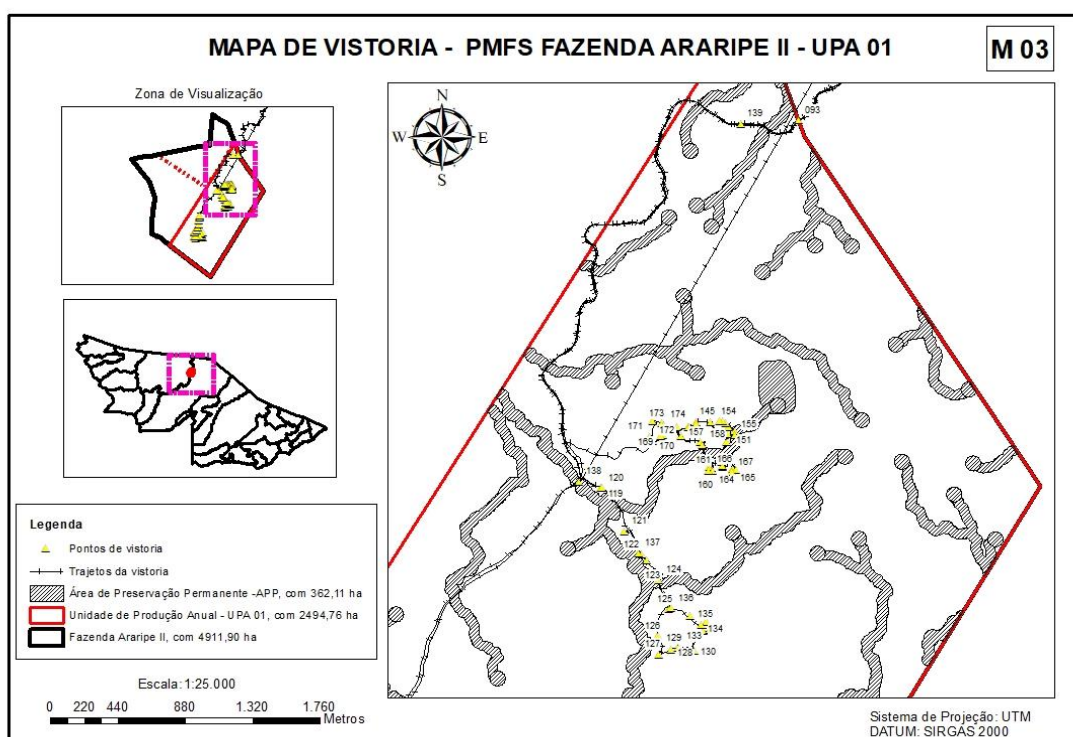 MAPA DE VISTORIA - PMFS FAZENDA ARARIPE II - UPA 01
M 03
Zona de Visualização
N
W E
S
139
093
173 174 145 154
171 172 157 158 155
169 170 151
161 166 167
160 164 165
138
120
119
121
122 137
123 124
125 136
126 135
134
127 129 133
128 130
Legenda
Pontos de vistoria
Trajetos da vistoria
Área de Preservação Permanente -APP, com 362,11 ha
Unidade de Produção Anual - UPA 01, com 2494,76 ha
Fazenda Araripe II, com 4911,90 ha
Escala: 1:25.000
0 220 440 880 1.320 1.760
Metros
Sistema de Projeção: UTM
DATUM: SIRGAS 2000